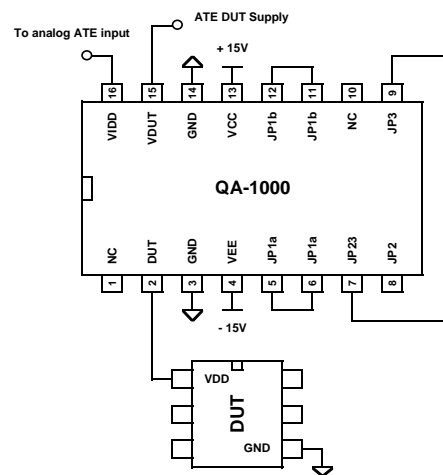 ATE DUT Supply
To analog ATE input
+ 15V
16 15 14 13 12 11 10 9
VIDD VDUT GND VCC JP1b JP1b NC JP3
QA-1000
NC DUT GND VEE JP1a JP1a JP23 JP2
1 2 3 4 5 6 7 8
- 15V
VDD
DUT
GND